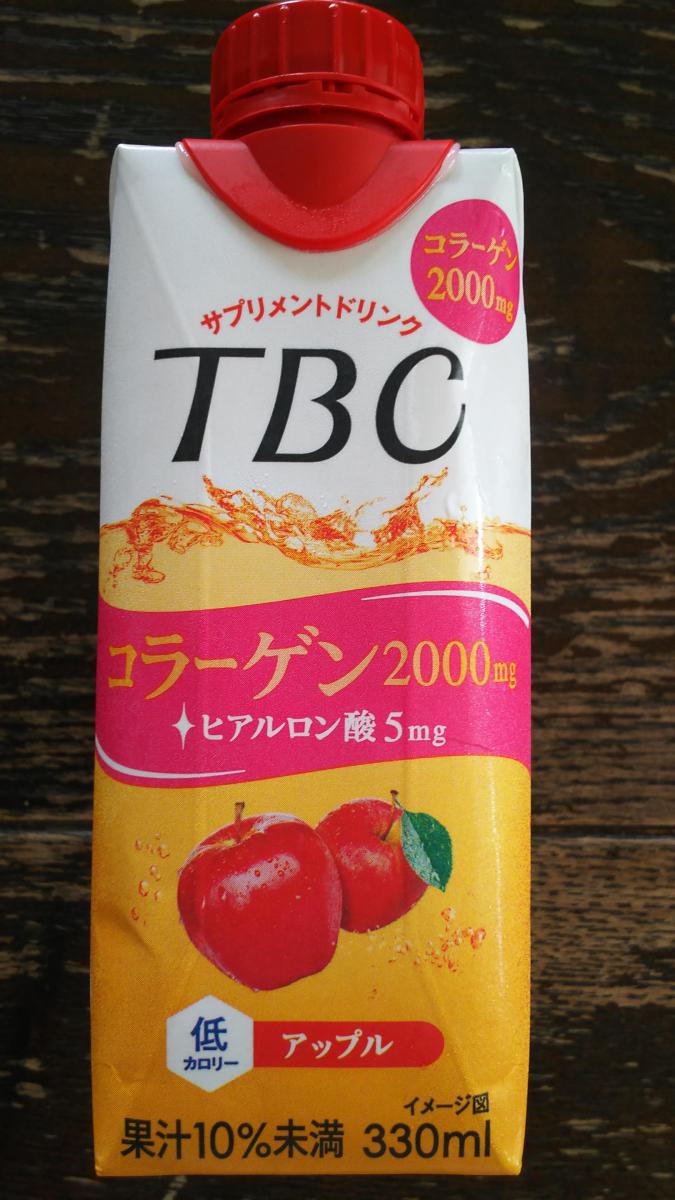 コラーゲン
2000mg
サプリメントドリンク
TBC
コラーゲン2000mg
ヒアルロン酸5mg
低
カロリー
アップル
イメージ図
果汁10%未満 330ml